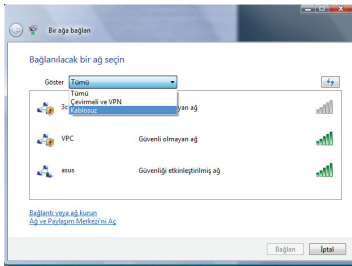 Bir ağa bağlan
Bağlanılacak bir ağ seçin
Göster Tümü
Tümü
Çevirmeli ve VPN
Kablosuz
3c yan ağ
VPC Güvenli olmayan ağ
asus Güvenliği etkinleştirilmiş ağ
Bağlantı veya ağ kurun
Ağ ve Paylaşım Merkezi'ni Aç
Bağlan İptal